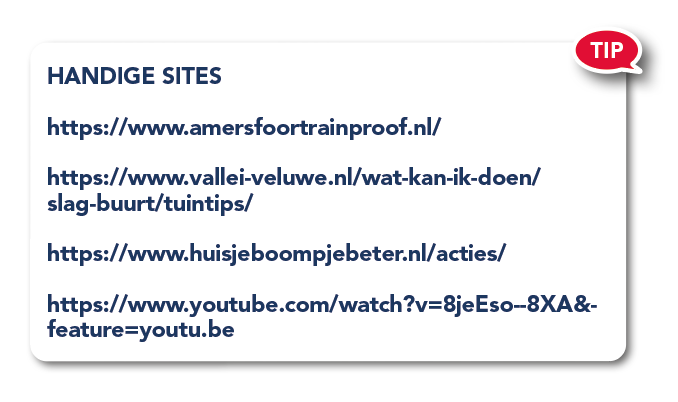 TIP
HANDIGE SITES
https://www.amersfoortrainproof.nl/
https://www.vallei-veluwe.nl/wat-kan-ik-doen/
slag-buurt/tuintips/
https://www.huisjeboompjebeter.nl/acties/
https://www.youtube.com/watch?v=8jeEso--8XA&-
feature=youtu.be